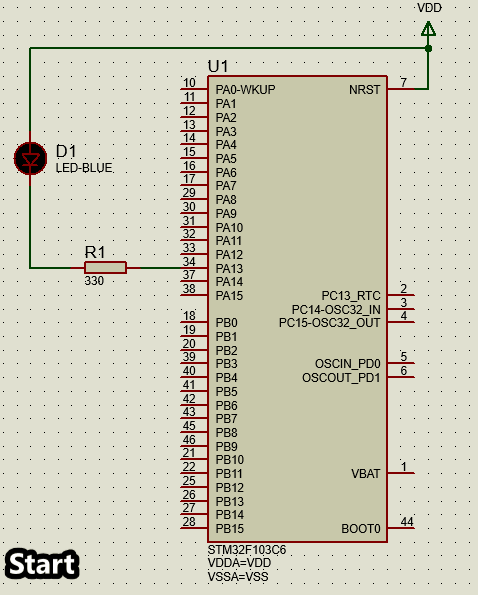 VDD
U1
10 PA0-WKUP NRST 7
11 PA1
12 PA2
13 PA3
14 PA4
15 PA5
16 PA6
17 PA7
29 PA8
30 PA9
31 PA10
32 PA11
33 PA12
34 PA13
37 PA14
38 PA15
D1
LED-BLUE
R1
330
PC13_RTC 2
PC14-OSC32_IN 3
PC15-OSC32_OUT 4
18 PB0
19 PB1
20 PB2
39 PB3 OSCIN_PD0 5
40 PB4 OSCOUT_PD1 6
41 PB5
42 PB6
43 PB7
45 PB8
46 PB9
21 PB10
22 PB11 VBAT 1
25 PB12
26 PB13
27 PB14
28 PB15 BOOT0 44
STM32F103C6
VDDA=VDD
VSSA=VSS
Start